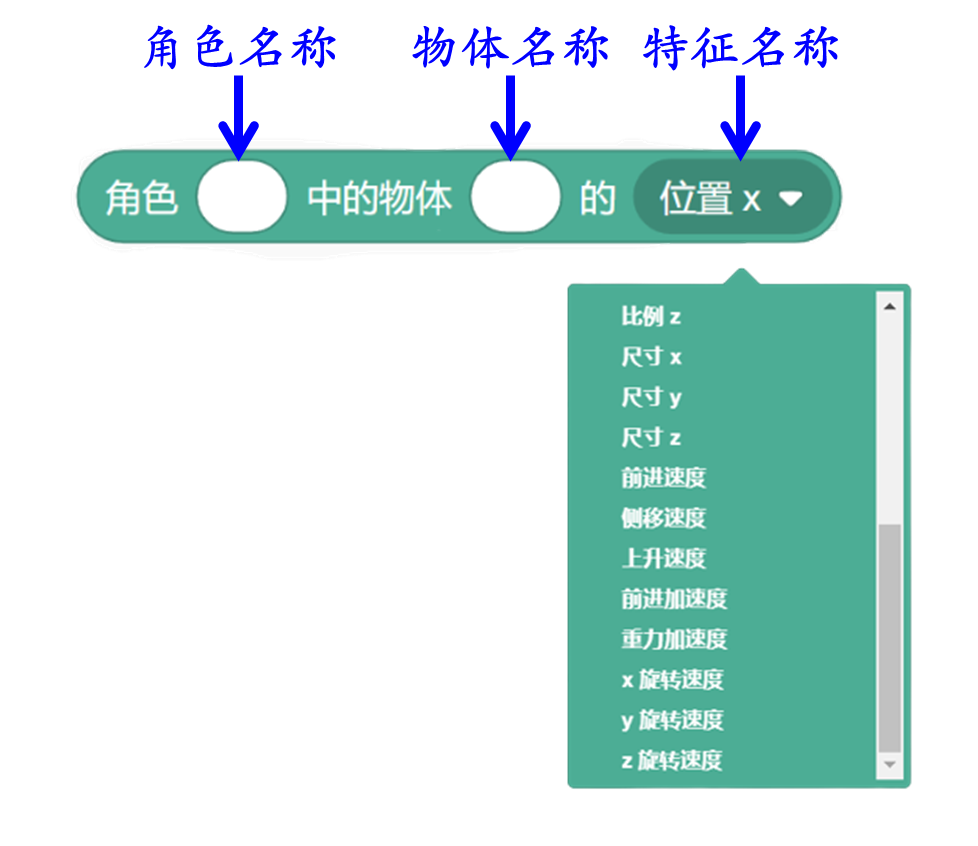 角色名称 物体名称 特征名称
角色 中的物体 的 位置 x
比例 z
尺寸 x
尺寸 y
尺寸 z
前进速度
侧移速度
上升速度
前进加速度
重力加速度
x 旋转速度
y 旋转速度
z 旋转速度